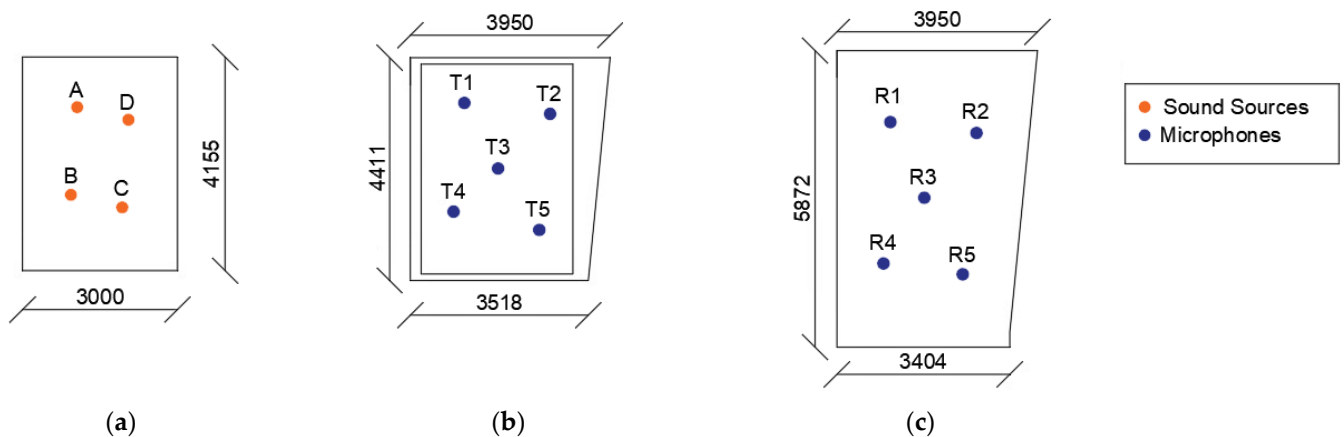 A
D
B
C
4155
3000
(a)
3950
T1
T2
T3
T4
T5
4411
3518
(b)
3950
R1
R2
R3
R4
R5
5872
3404
(c)
Sound Sources
Microphones